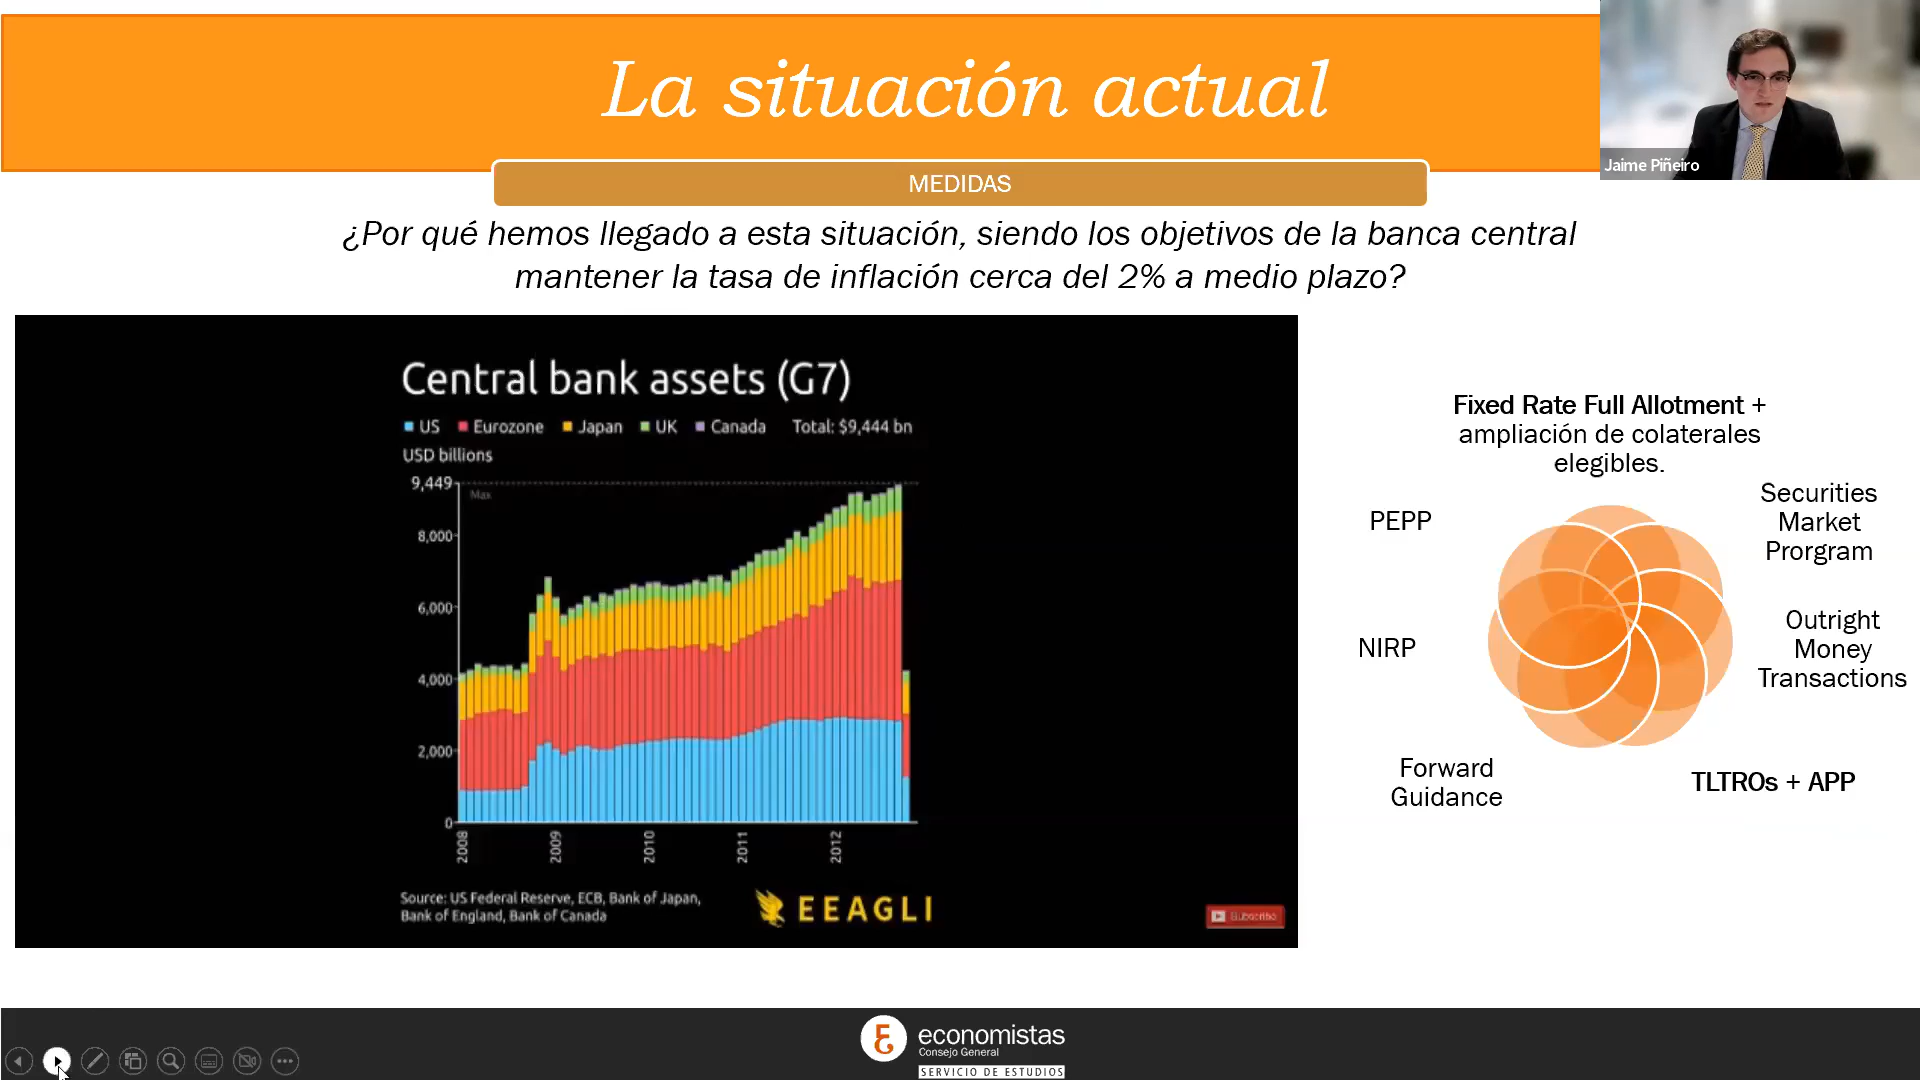 La situación actual
Jaime Piñeiro
MEDIDAS
¿Por qué hemos llegado a esta situación, siendo los objetivos de la banca central
mantener la tasa de inflación cerca del 2% a medio plazo?
Central bank assets (G7)
US Eurozone Japan UK Canada Total: $9,444 bn
USD billions
9,449
Max
8,000
6,000
4,000
2,000
0
2008
2009
2010
2011
2012
Source: US Federal Reserve, ECB, Bank of Japan,
Bank of England, Bank of Canada
EEAGLI
Subscribe
Fixed Rate Full Allotment +
ampliación de colaterales
elegibles.
Securities
Market
Prorgram
Outright
Money
Transactions
TLTROs + APP
Forward
Guidance
NIRP
PEPP
economistas
Consejo General
SERVICIO DE ESTUDIOS